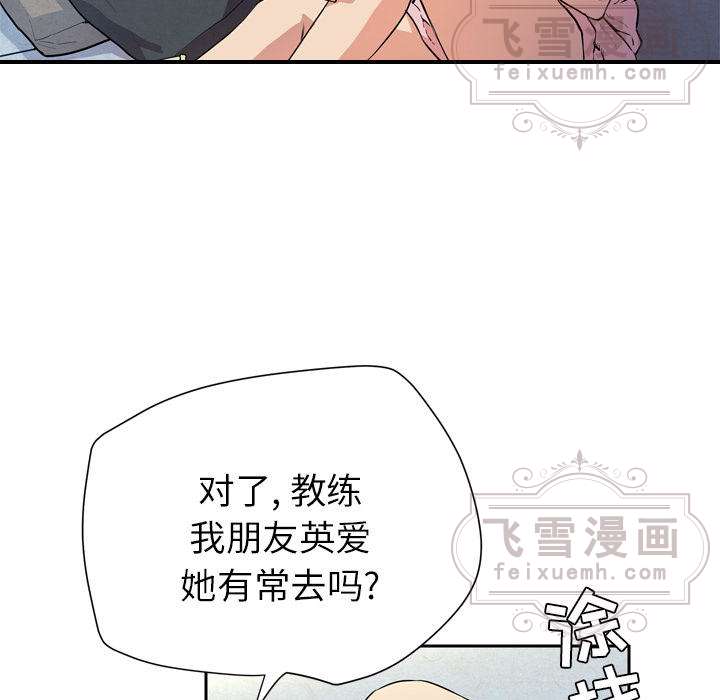 飞雪漫画
feixuemh.com
对了, 教练
我朋友英爱
她有常去吗?
飞雪漫画
feixuemh.com
涂